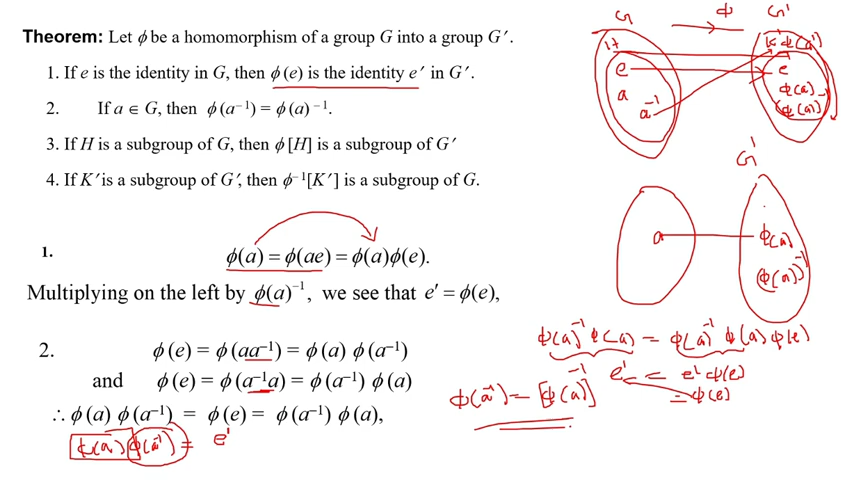 Theorem: Let ϕ be a homomorphism of a group G into a group G′.
1. If e is the identity in G, then ϕ (e) is the identity e′ in G′.
2. If a ∈ G, then ϕ (a⁻¹) = ϕ (a) ⁻¹.
3. If H is a subgroup of G, then ϕ [H] is a subgroup of G′
4. If K′ is a subgroup of G′, then ϕ⁻¹[K′] is a subgroup of G.
G ϕ G'
H ϕ(a')
e e'
a ϕ(a)
a⁻¹ (ϕ(a))⁻¹
G'
a ϕ(a)
(ϕ(a))⁻¹
1. ϕ(a) = ϕ(ae) = ϕ(a)ϕ(e).
Multiplying on the left by ϕ(a)⁻¹, we see that e′ = ϕ(e),
ϕ(a)⁻¹ ϕ(a) = ϕ(a)⁻¹ ϕ(a) ϕ(e)
e' = e' ϕ(e)
= ϕ(e)
2. ϕ (e) = ϕ (aa⁻¹) = ϕ (a) ϕ (a⁻¹)
and ϕ (e) = ϕ (a⁻¹a) = ϕ (a⁻¹) ϕ (a)
∴ ϕ (a) ϕ (a⁻¹) = ϕ (e) = ϕ (a⁻¹) ϕ (a),
ϕ(a⁻¹) = [ϕ(a)]⁻¹
ϕ(a) ϕ(a⁻¹) = e'